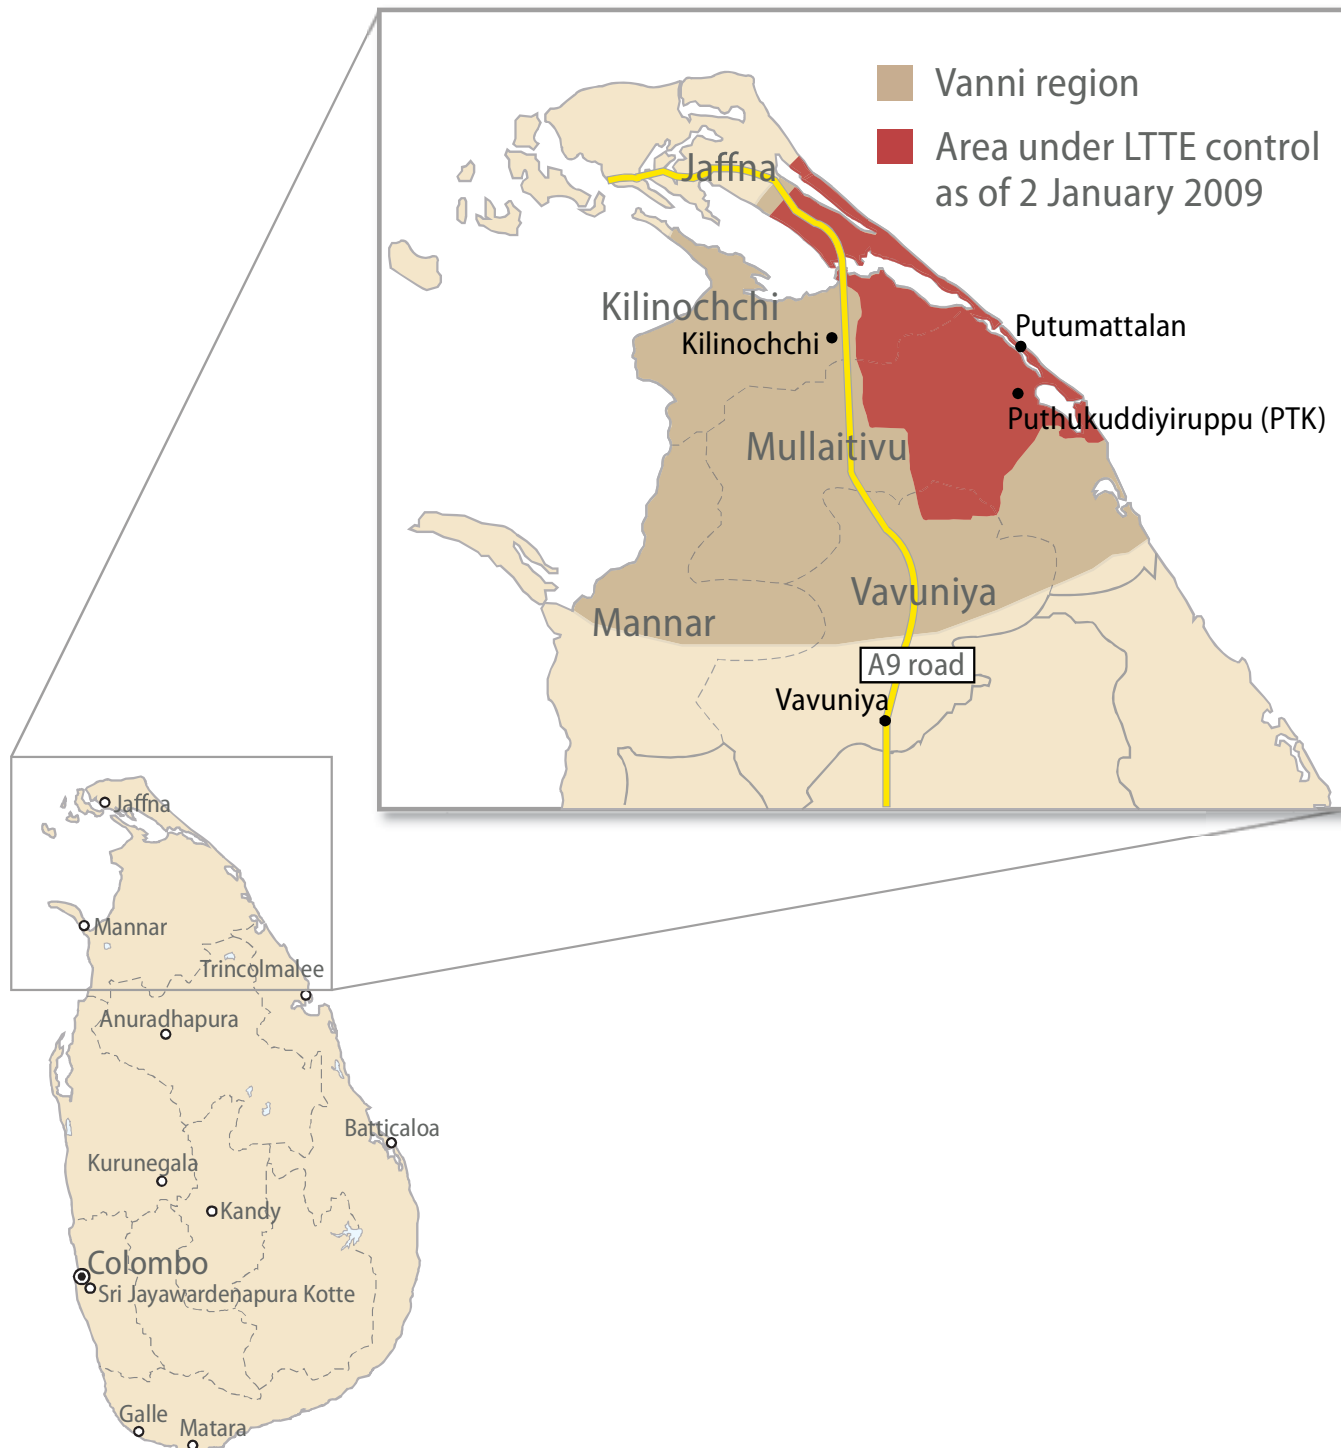 Vanni region
Area under LTTE control
as of 2 January 2009
Jaffna
Kilinochchi
Putumattalan
Kilinochchi
Puthukuddiyiruppu (PTK)
Mullaitivu
Vavuniya
Mannar
A9 road
Vavuniya
Jaffna
Mannar
Trincolmalee
Anuradhapura
Batticaloa
Kurunegala
Kandy
Colombo
Sri Jayawardenapura Kotte
Galle
Matara